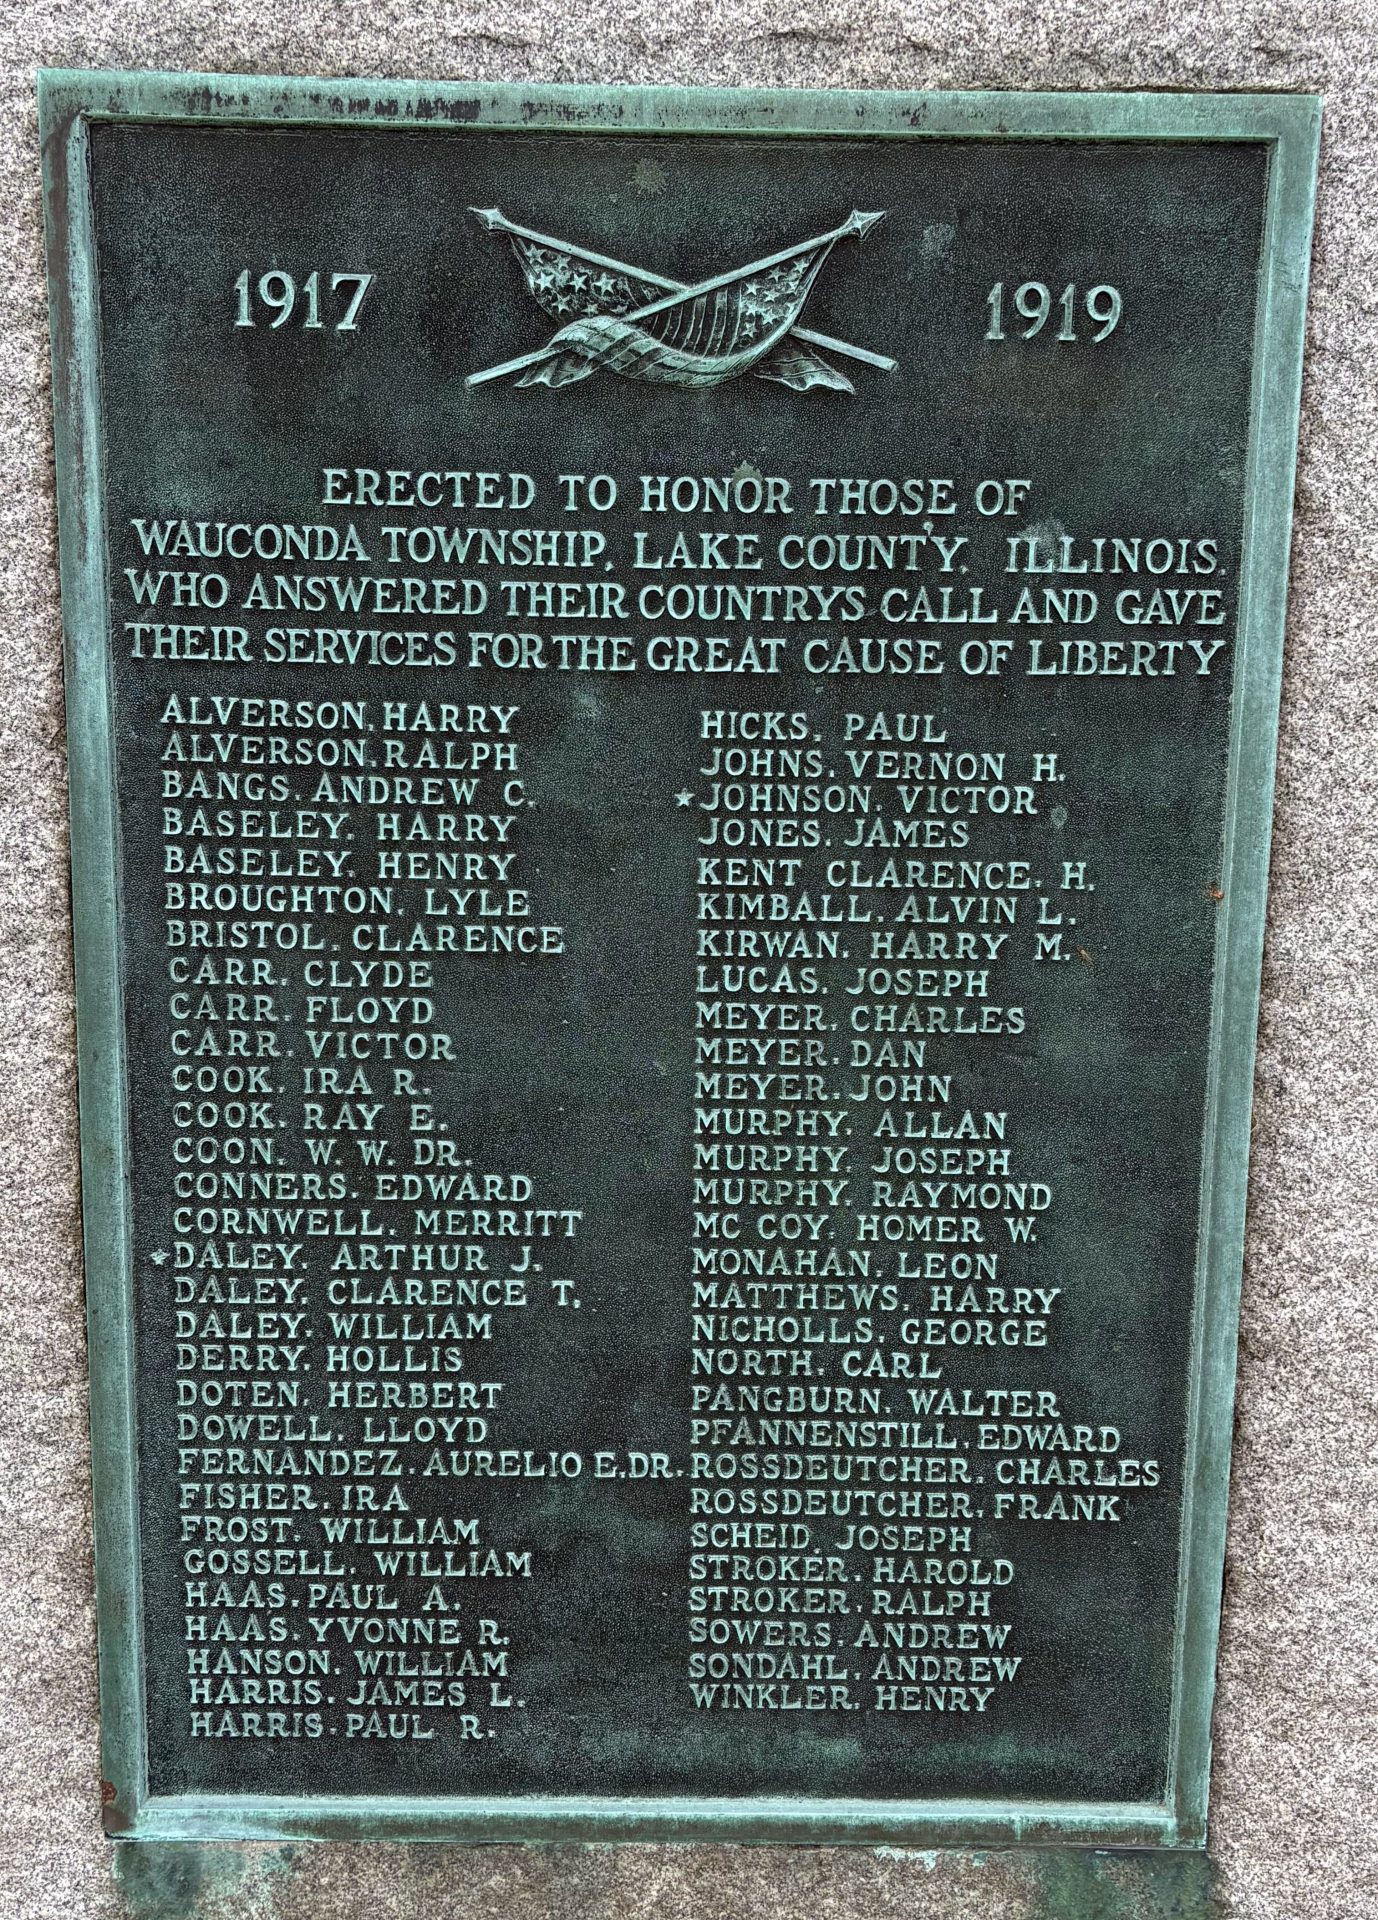 1917
1919
ERECTED TO HONOR THOSE OF
WAUCONDA TOWNSHIP, LAKE COUNTY, ILLINOIS.
WHO ANSWERED THEIR COUNTRYS CALL AND GAVE
THEIR SERVICES FOR THE GREAT CAUSE OF LIBERTY
ALVERSON, HARRY
ALVERSON, RALPH
BANGS, ANDREW C.
BASELEY, HARRY
BASELEY, HENRY
BROUGHTON, LYLE
BRISTOL, CLARENCE
CARR, CLYDE
CARR, FLOYD
CARR, VICTOR
COOK, IRA R.
COOK, RAY E.
COON, W. W. DR.
CONNERS, EDWARD
CORNWELL, MERRITT
★DALEY, ARTHUR J.
DALEY, CLARENCE T.
DALEY, WILLIAM
DERRY, HOLLIS
DOTEN, HERBERT
DOWELL, LLOYD
FERNANDEZ, AURELIO E. DR.
FISHER, IRA
FROST, WILLIAM
GOSSELL, WILLIAM
HAAS, PAUL A.
HAAS, YVONNE R.
HANSON, WILLIAM
HARRIS, JAMES L.
HARRIS, PAUL R.
HICKS, PAUL
JOHNS, VERNON H.
★JOHNSON, VICTOR
JONES, JAMES
KENT CLARENCE, H.
KIMBALL, ALVIN L.
KIRWAN, HARRY M.
LUCAS, JOSEPH
MEYER, CHARLES
MEYER, DAN
MEYER, JOHN
MURPHY, ALLAN
MURPHY, JOSEPH
MURPHY, RAYMOND
MC COY, HOMER W.
MONAHAN, LEON
MATTHEWS, HARRY
NICHOLLS, GEORGE
NORTH, CARL
PANGBURN, WALTER
PFANNENSTILL, EDWARD
ROSSDEUTCHER, CHARLES
ROSSDEUTCHER, FRANK
SCHEID, JOSEPH
STROKER, HAROLD
STROKER, RALPH
SOWERS, ANDREW
SONDAHL, ANDREW
WINKLER, HENRY